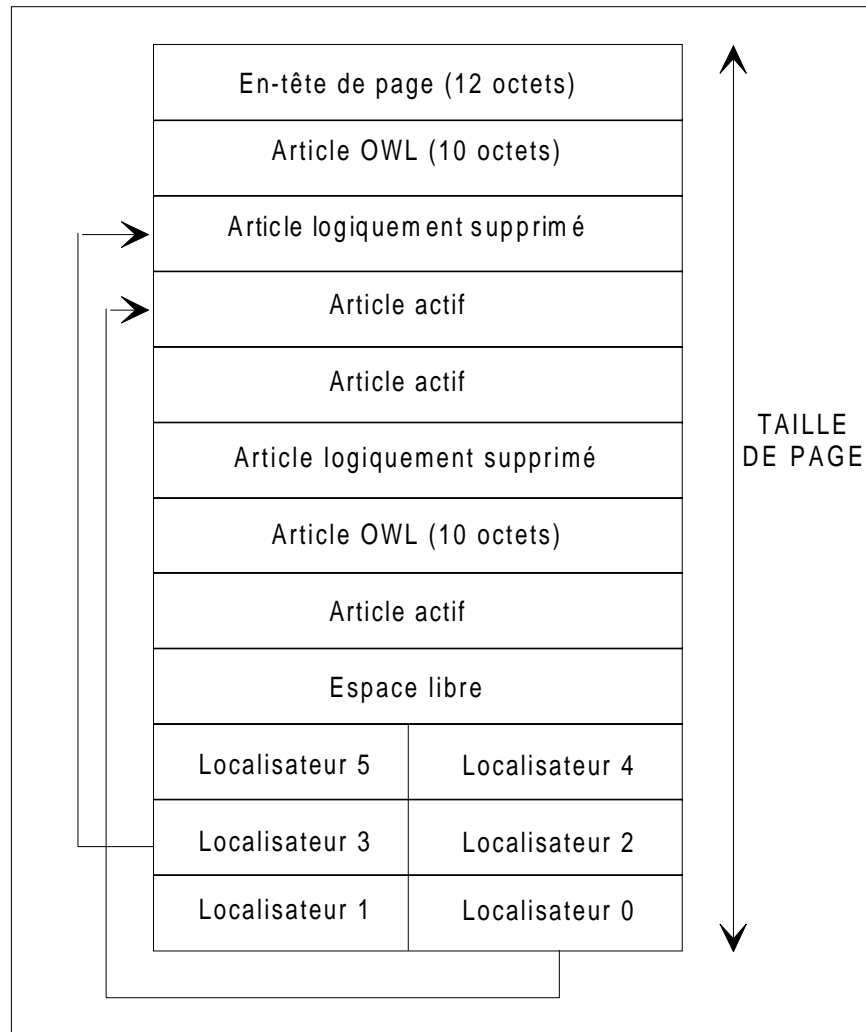 En-tête de page (12 octets)
Article OWL (10 octets)
Article logiquement supprimé
Article actif
Article actif
Article logiquement supprimé
Article OWL (10 octets)
Article actif
Espace libre
Localisateur 5
Localisateur 4
Localisateur 3
Localisateur 2
Localisateur 1
Localisateur 0
TAILLE
DE PAGE